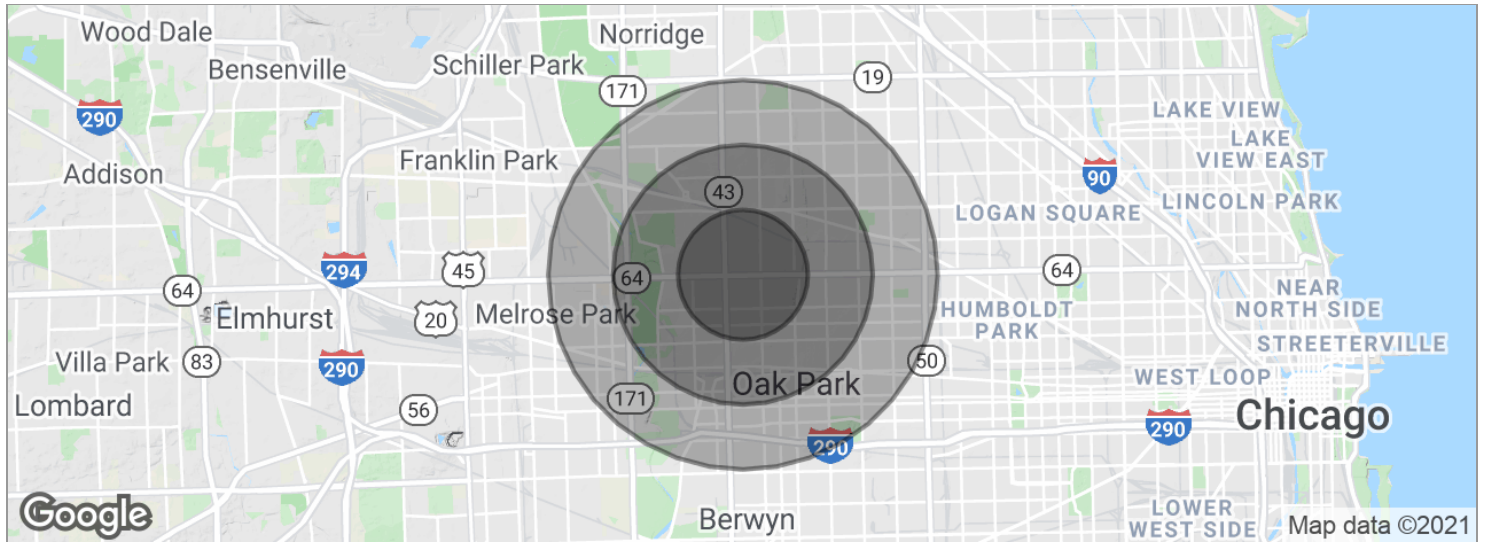 Wood Dale
Norridge
Bensenville
Schiller Park
19
171
290
LAKE VIEW
LAKE
VIEW EAST
Franklin Park
Addison
90
43
LINCOLN PARK
LOGAN SQUARE
294
45
64
64
64
NEAR
NORTH SIDE
Elmhurst
20
Melrose Park
HUMBOLDT
PARK
STREETERVILLE
Villa Park
83
290
50
WEST LOOP
Oak Park
Lombard
56
171
Chicago
290
290
Google
Berwyn
LOWER
WEST SIDE
Map data ©2021